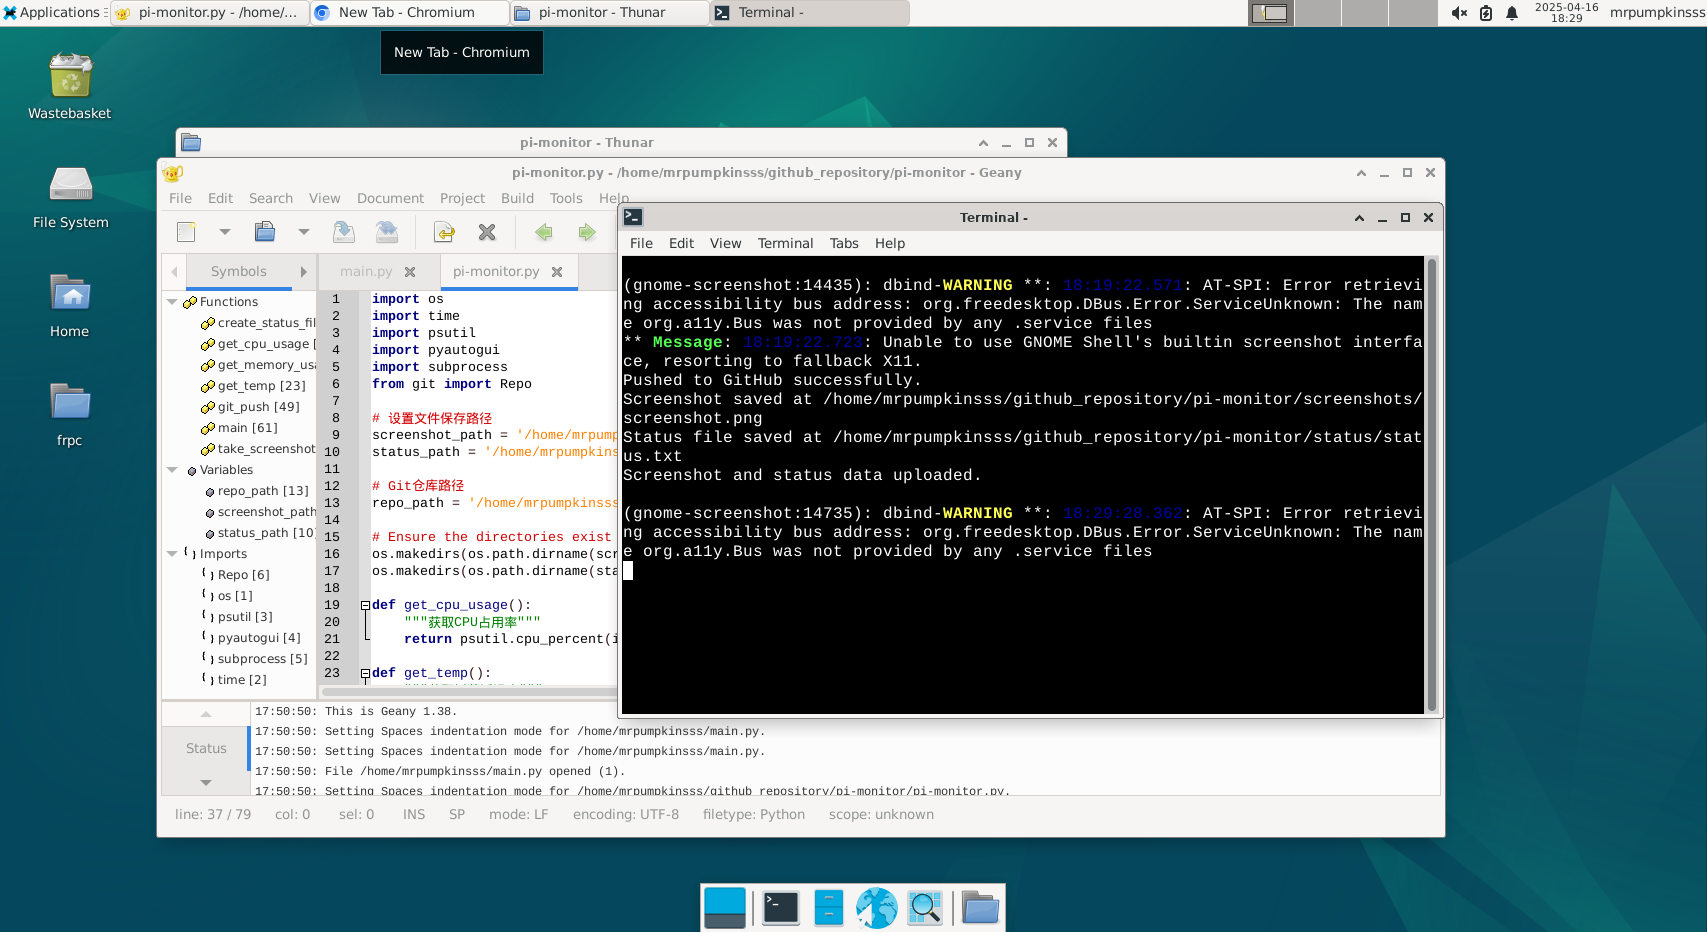 Applications
pi-monitor.py - /home/...
New Tab - Chromium
pi-monitor - Thunar
Terminal -
2025-04-16
18:29
mrpumpkinsss
New Tab - Chromium
Wastebasket
File System
Home
frpc
pi-monitor - Thunar
pi-monitor.py - /home/mrpumpkinsss/github_repository/pi-monitor - Geany
File Edit Search View Document Project Build Tools Help
Symbols
main.py
pi-monitor.py
Functions
create_status_fil
get_cpu_usage [
get_memory_usa
get_temp [23]
git_push [49]
main [61]
take_screenshot
Variables
repo_path [13]
screenshot_path
status_path [10]
Imports
Repo [6]
os [1]
psutil [3]
pyautogui [4]
subprocess [5]
time [2]
1 import os
2 import time
3 import psutil
4 import pyautogui
5 import subprocess
6 from git import Repo
7
8 # 设置文件保存路径
9 screenshot_path = '/home/mrpump
10 status_path = '/home/mrpumpkins
11
12 # Git仓库路径
13 repo_path = '/home/mrpumpkinsss
14
15 # Ensure the directories exist
16 os.makedirs(os.path.dirname(scr
17 os.makedirs(os.path.dirname(sta
18
19 def get_cpu_usage():
20 """获取CPU占用率"""
21 return psutil.cpu_percent(i
22
23 def get_temp():
Terminal -
File Edit View Terminal Tabs Help
(gnome-screenshot:14435): dbind-WARNING **: 18:19:22.571: AT-SPI: Error retrievi
ng accessibility bus address: org.freedesktop.DBus.Error.ServiceUnknown: The nam
e org.a11y.Bus was not provided by any .service files
** Message: 18:19:22.723: Unable to use GNOME Shell's builtin screenshot interfa
ce, resorting to fallback X11.
Pushed to GitHub successfully.
Screenshot saved at /home/mrpumpkinsss/github_repository/pi-monitor/screenshots/
screenshot.png
Status file saved at /home/mrpumpkinsss/github_repository/pi-monitor/status/stat
us.txt
Screenshot and status data uploaded.
(gnome-screenshot:14735): dbind-WARNING **: 18:29:28.362: AT-SPI: Error retrievi
ng accessibility bus address: org.freedesktop.DBus.Error.ServiceUnknown: The nam
e org.a11y.Bus was not provided by any .service files
Status
17:50:50: This is Geany 1.38.
17:50:50: Setting Spaces indentation mode for /home/mrpumpkinsss/main.py.
17:50:50: Setting Spaces indentation mode for /home/mrpumpkinsss/main.py.
17:50:50: File /home/mrpumpkinsss/main.py opened (1).
17:50:50: Setting Spaces indentation mode for /home/mrpumpkinsss/github_repository/pi-monitor/pi-monitor.py.
line: 37 / 79 col: 0 sel: 0 INS SP mode: LF encoding: UTF-8 filetype: Python scope: unknown